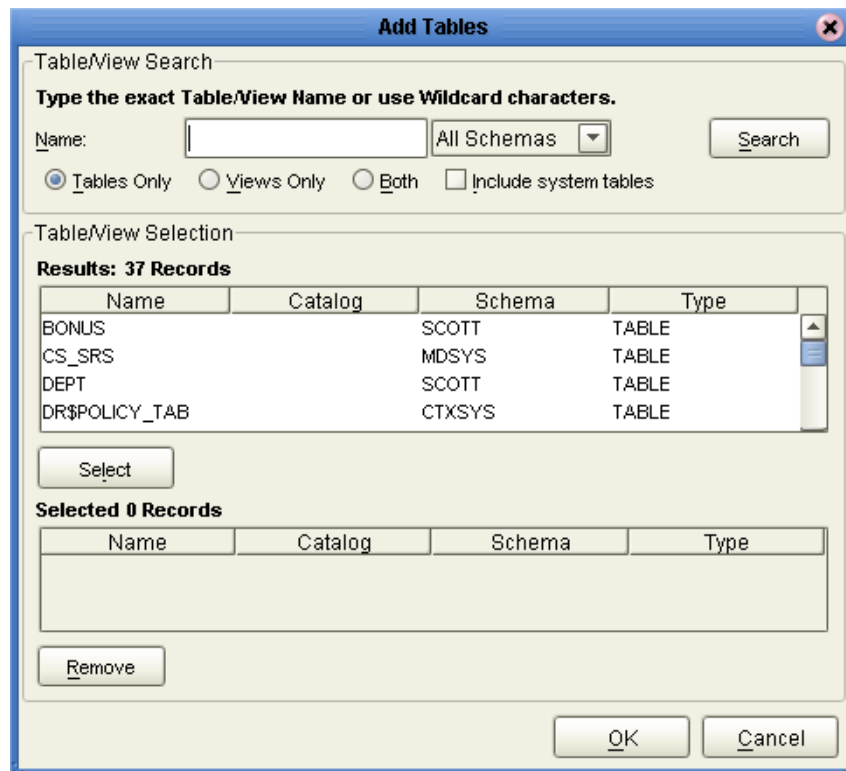 Add Tables
Table/View Search
Type the exact Table/View Name or use Wildcard characters.
Name: All Schemas Search
Tables Only Views Only Both Include system tables
Table/View Selection
Results: 37 Records
Name Catalog Schema Type
BONUS SCOTT TABLE
CS_SRS MDSYS TABLE
DEPT SCOTT TABLE
DR$POLICY_TAB CTXSYS TABLE
Select
Selected 0 Records
Name Catalog Schema Type
Remove
OK Cancel